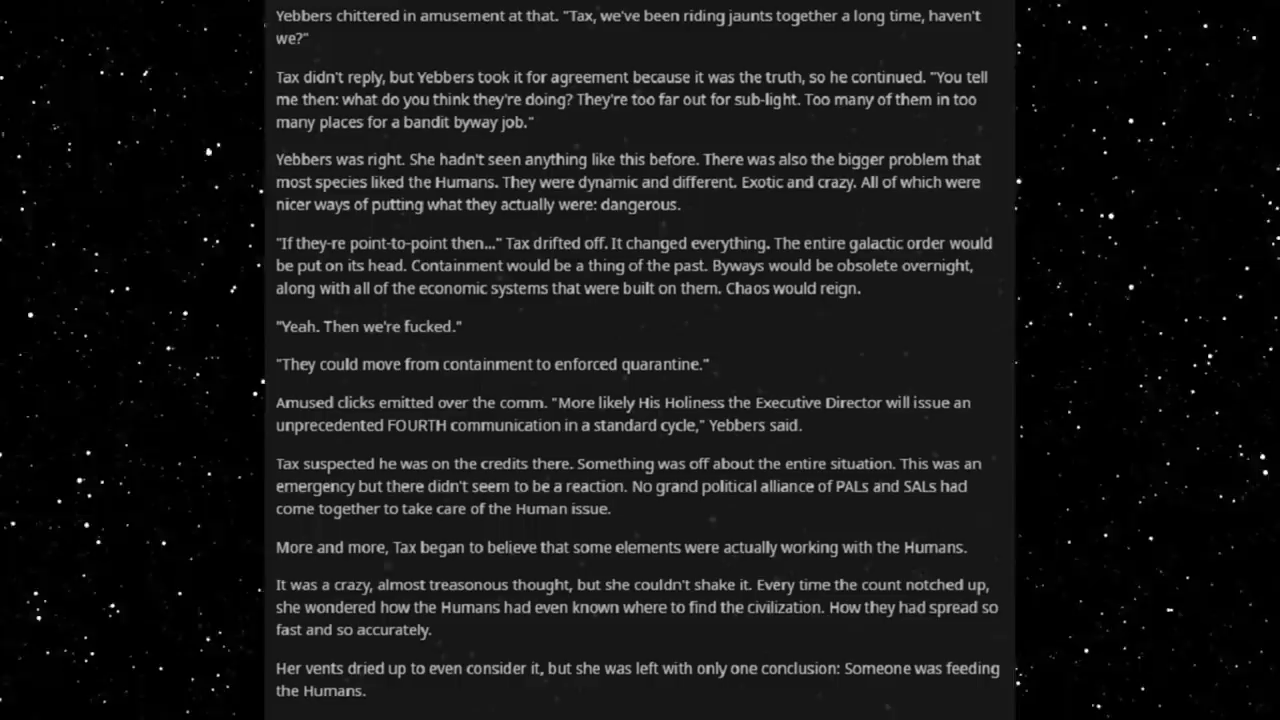 Yebbers chittered in amusement at that. "Tax, we've been riding jaunts together a long time, haven't
we?"
Tax didn't reply, but Yebbers took it for agreement because it was the truth, so he continued. "You tell
me then: what do you think they're doing? They're too far out for sub-light. Too many of them in too
many places for a bandit byway job."
Yebbers was right. She hadn't seen anything like this before. There was also the bigger problem that
most species liked the Humans. They were dynamic and different. Exotic and crazy. All of which were
nicer ways of putting what they actually were: dangerous.
"If they-re point-to-point then..." Tax drifted off. It changed everything. The entire galactic order would
be put on its head. Containment would be a thing of the past. Byways would be obsolete overnight,
along with all of the economic systems that were built on them. Chaos would reign.
"Yeah. Then we're fucked."
"They could move from containment to enforced quarantine."
Amused clicks emitted over the comm. "More likely His Holiness the Executive Director will issue an
unprecedented FOURTH communication in a standard cycle," Yebbers said.
Tax suspected he was on the credits there. Something was off about the entire situation. This was an
emergency but there didn't seem to be a reaction. No grand political alliance of PALs and SALs had
come together to take care of the Human issue.
More and more, Tax began to believe that some elements were actually working with the Humans.
It was a crazy, almost treasonous thought, but she couldn't shake it. Every time the count notched up,
she wondered how the Humans had even known where to find the civilization. How they had spread so
fast and so accurately.
Her vents dried up to even consider it, but she was left with only one conclusion: Someone was feeding
the Humans.